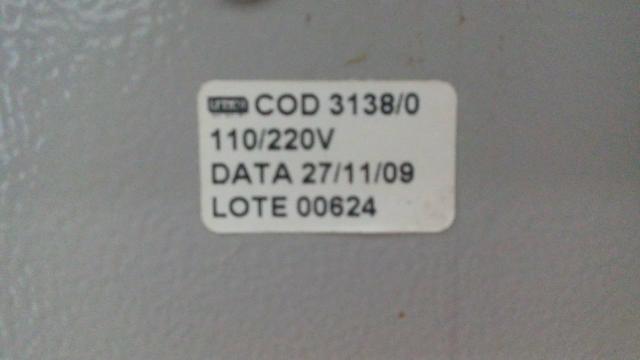 COD 3138/0
110/220V
DATA 27/11/09
LOTE 00624